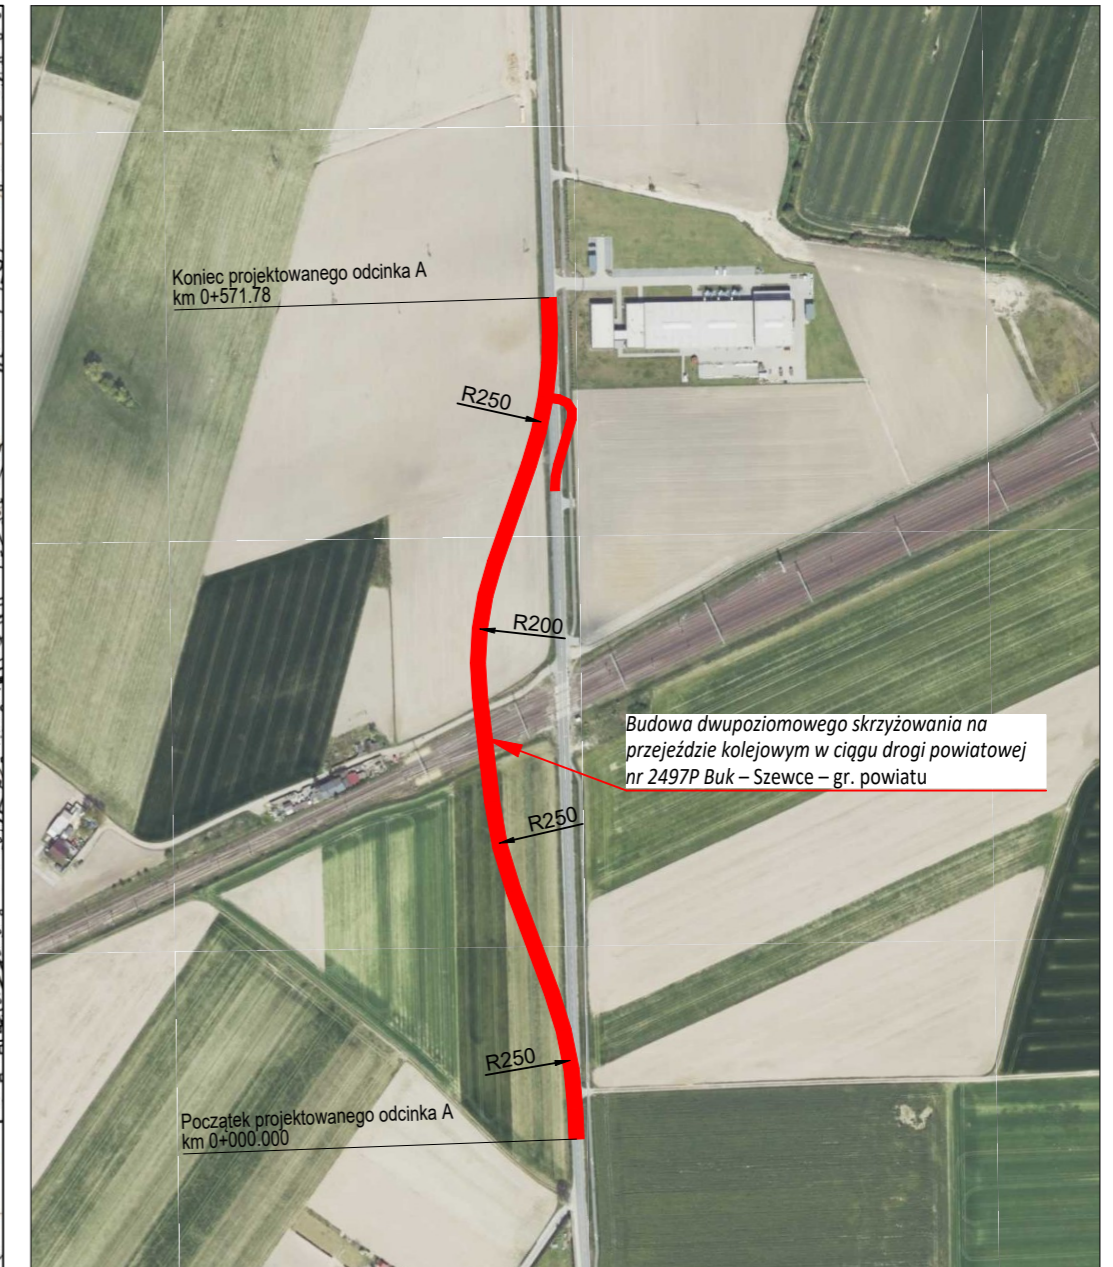 Koniec projektowanego odcinka A
km 0+571.78
R250
R200
Budowa dwupoziomowego skrzyżowania na
przejeździe kolejowym w ciągu drogi powiatowej
nr 2497P Buk – Szewce – gr. powiatu
R250
R250
Początek projektowanego odcinka A
km 0+000.000